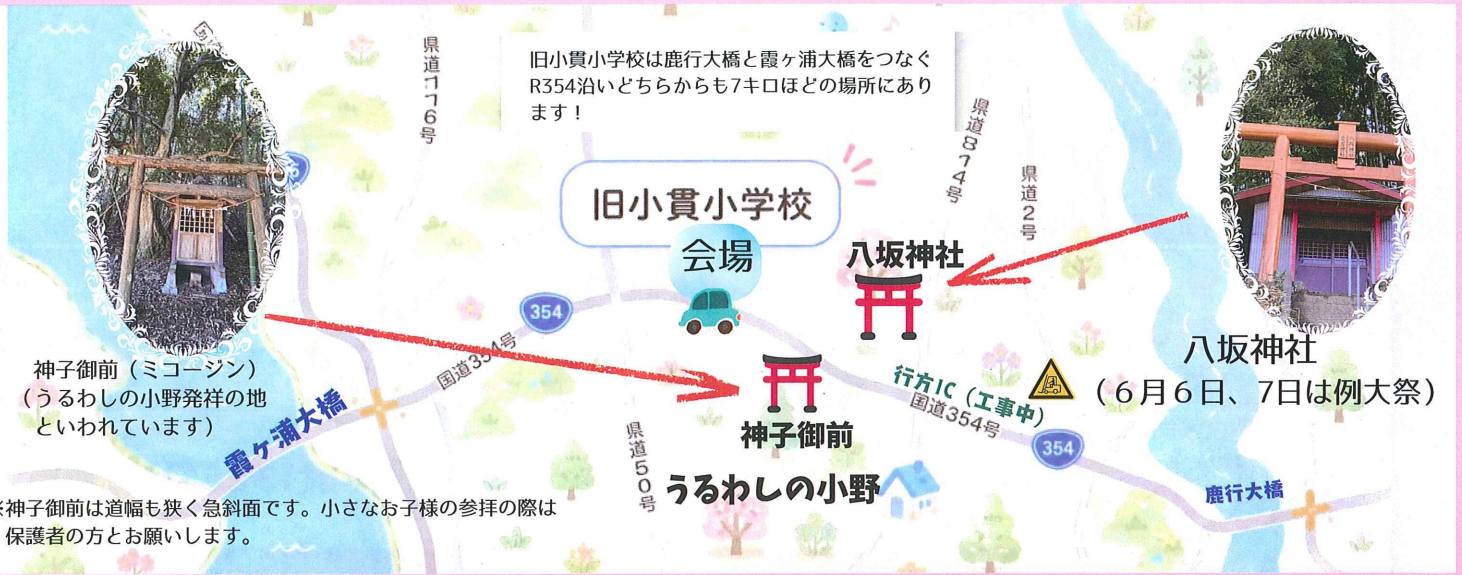 旧小貫小学校は鹿行大橋と霞ヶ浦大橋をつなぐ
R354沿いどちらからも7キロほどの場所にあり
ます！
県道116号
県道874号
県道2号
旧小貫小学校
会場
八坂神社
354
国道354号
神子御前（ミコージン）
（うるわしの小野発祥の地
といわれています）
霞ヶ浦大橋
神子御前
うるわしの小野
県道50号
行方IC（工事中）
国道354号
354
八坂神社
（６月６日、7日は例大祭）
鹿行大橋
※神子御前は道幅も狭く急斜面です。小さなお子様の参拝の際は
保護者の方とお願いします。